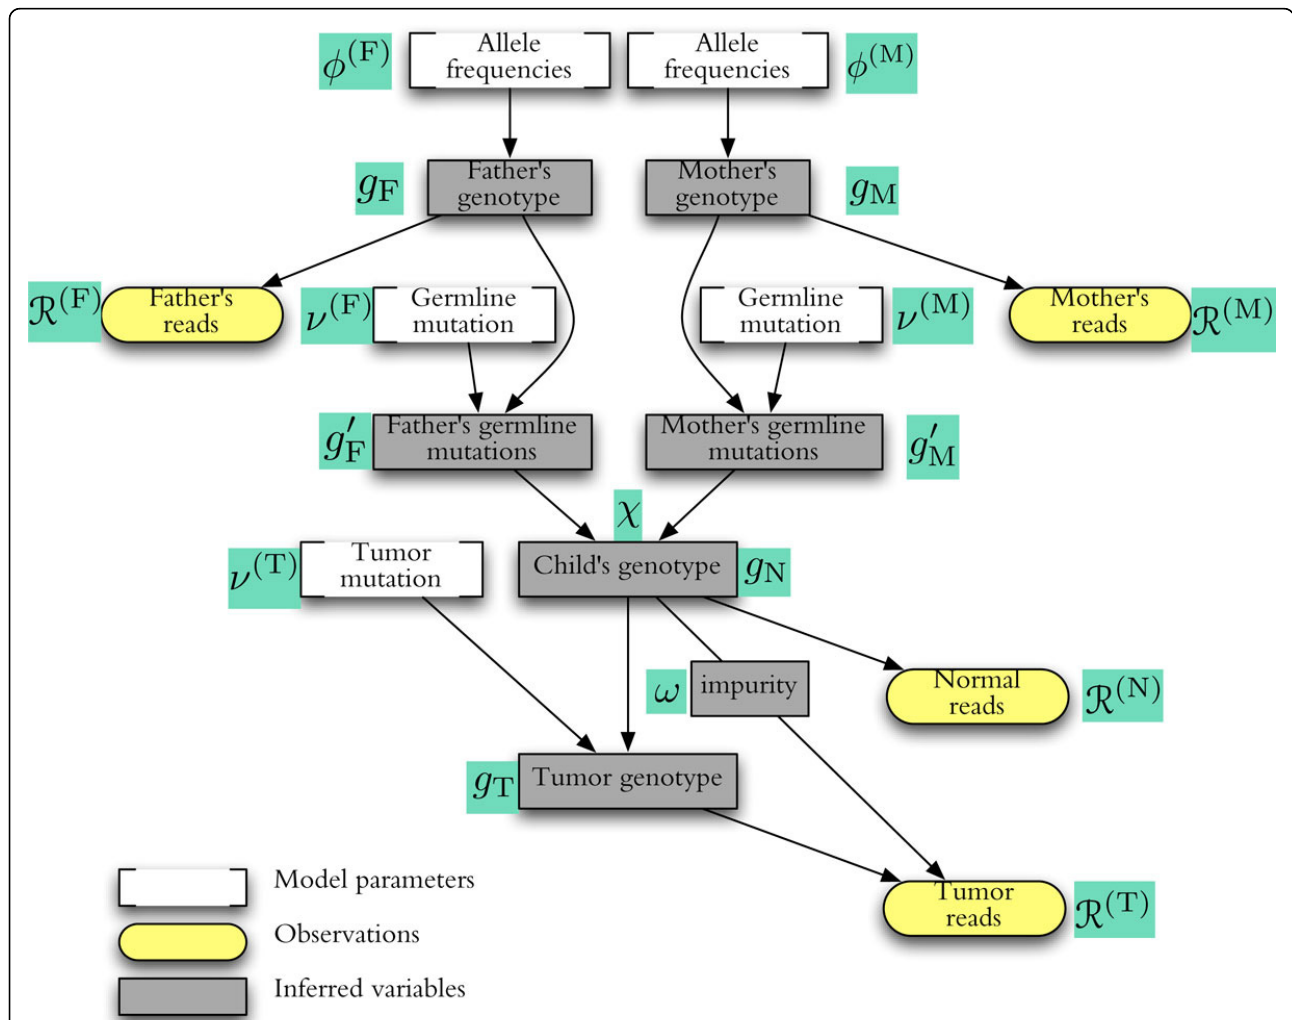 ϕ(F)
Allele
frequencies
Allele
frequencies
ϕ(M)
gF
Father's
genotype
Mother's
genotype
gM
ℛ(F)
Father's
reads
ν(F)
Germline
mutation
Germline
mutation
ν(M)
Mother's
reads
ℛ(M)
g′F
Father's germline
mutations
Mother's germline
mutations
g′M
χ
ν(T)
Tumor
mutation
Child's genotype
gN
ω
impurity
Normal
reads
ℛ(N)
gT
Tumor genotype
Tumor
reads
ℛ(T)
Model parameters
Observations
Inferred variables